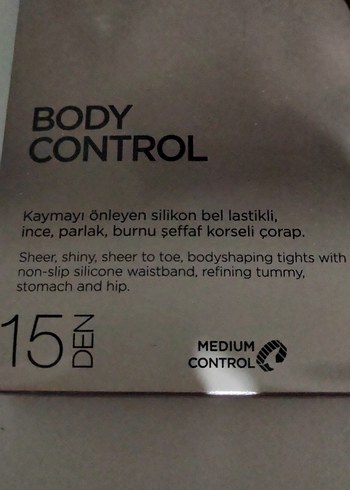 BODY
CONTROL
Kaymayı önleyen silikon bel lastikli,
ince, parlak, burnu şeffaf korseli çorap.
Sheer, shiny, sheer to toe, bodyshaping tights with
non-slip silicone waistband, refining tummy,
stomach and hip.
15 DEN
MEDIUM
CONTROL